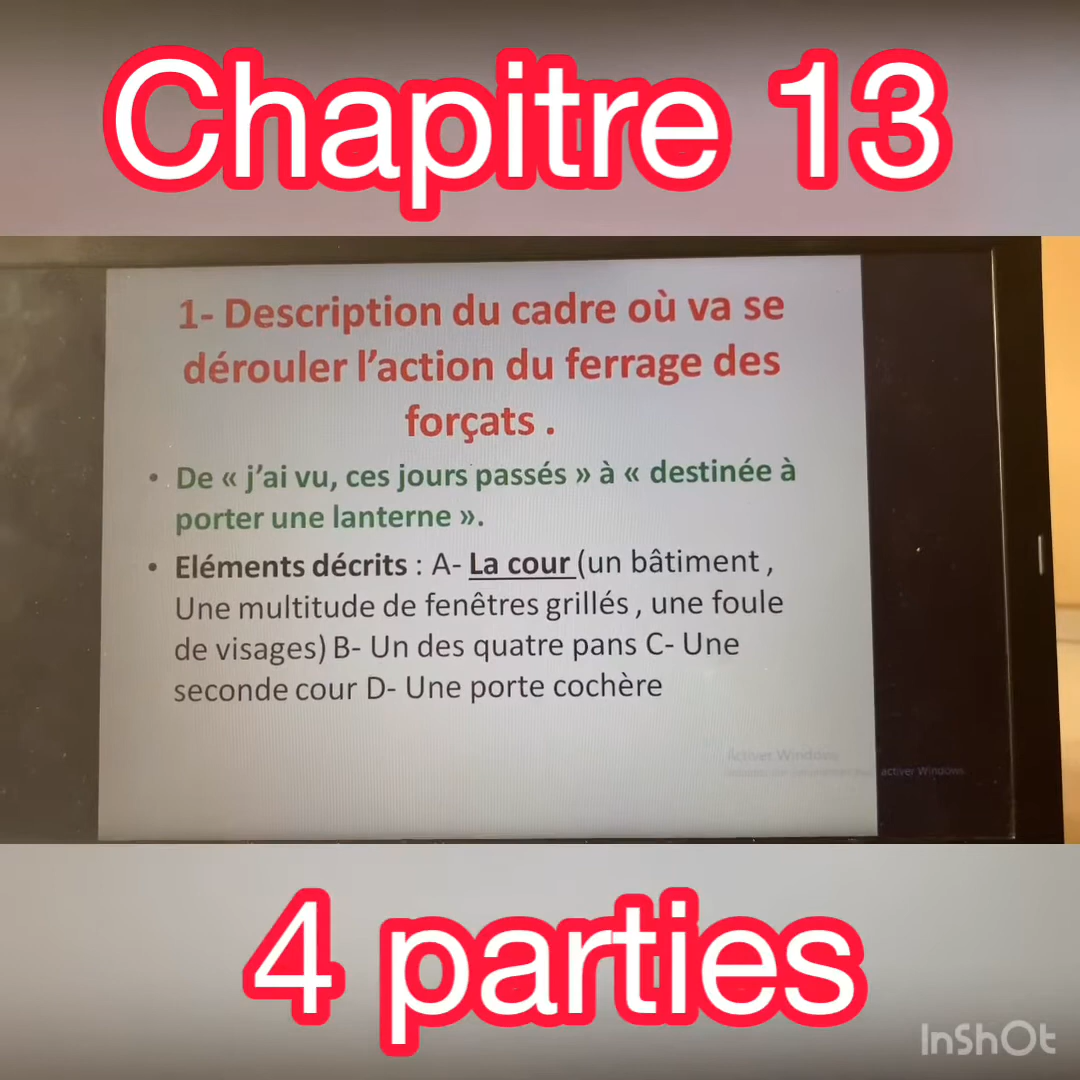 Chapitre 13
1- Description du cadre où va se
dérouler l’action du ferrage des
forçats .
• De « j’ai vu, ces jours passés » à « destinée à
porter une lanterne ».
• Eléments décrits : A- La cour (un bâtiment ,
Une multitude de fenêtres grillés , une foule
de visages) B- Un des quatre pans C- Une
seconde cour D- Une porte cochère
Activer Windows
activer Windows
4 parties
InShOt